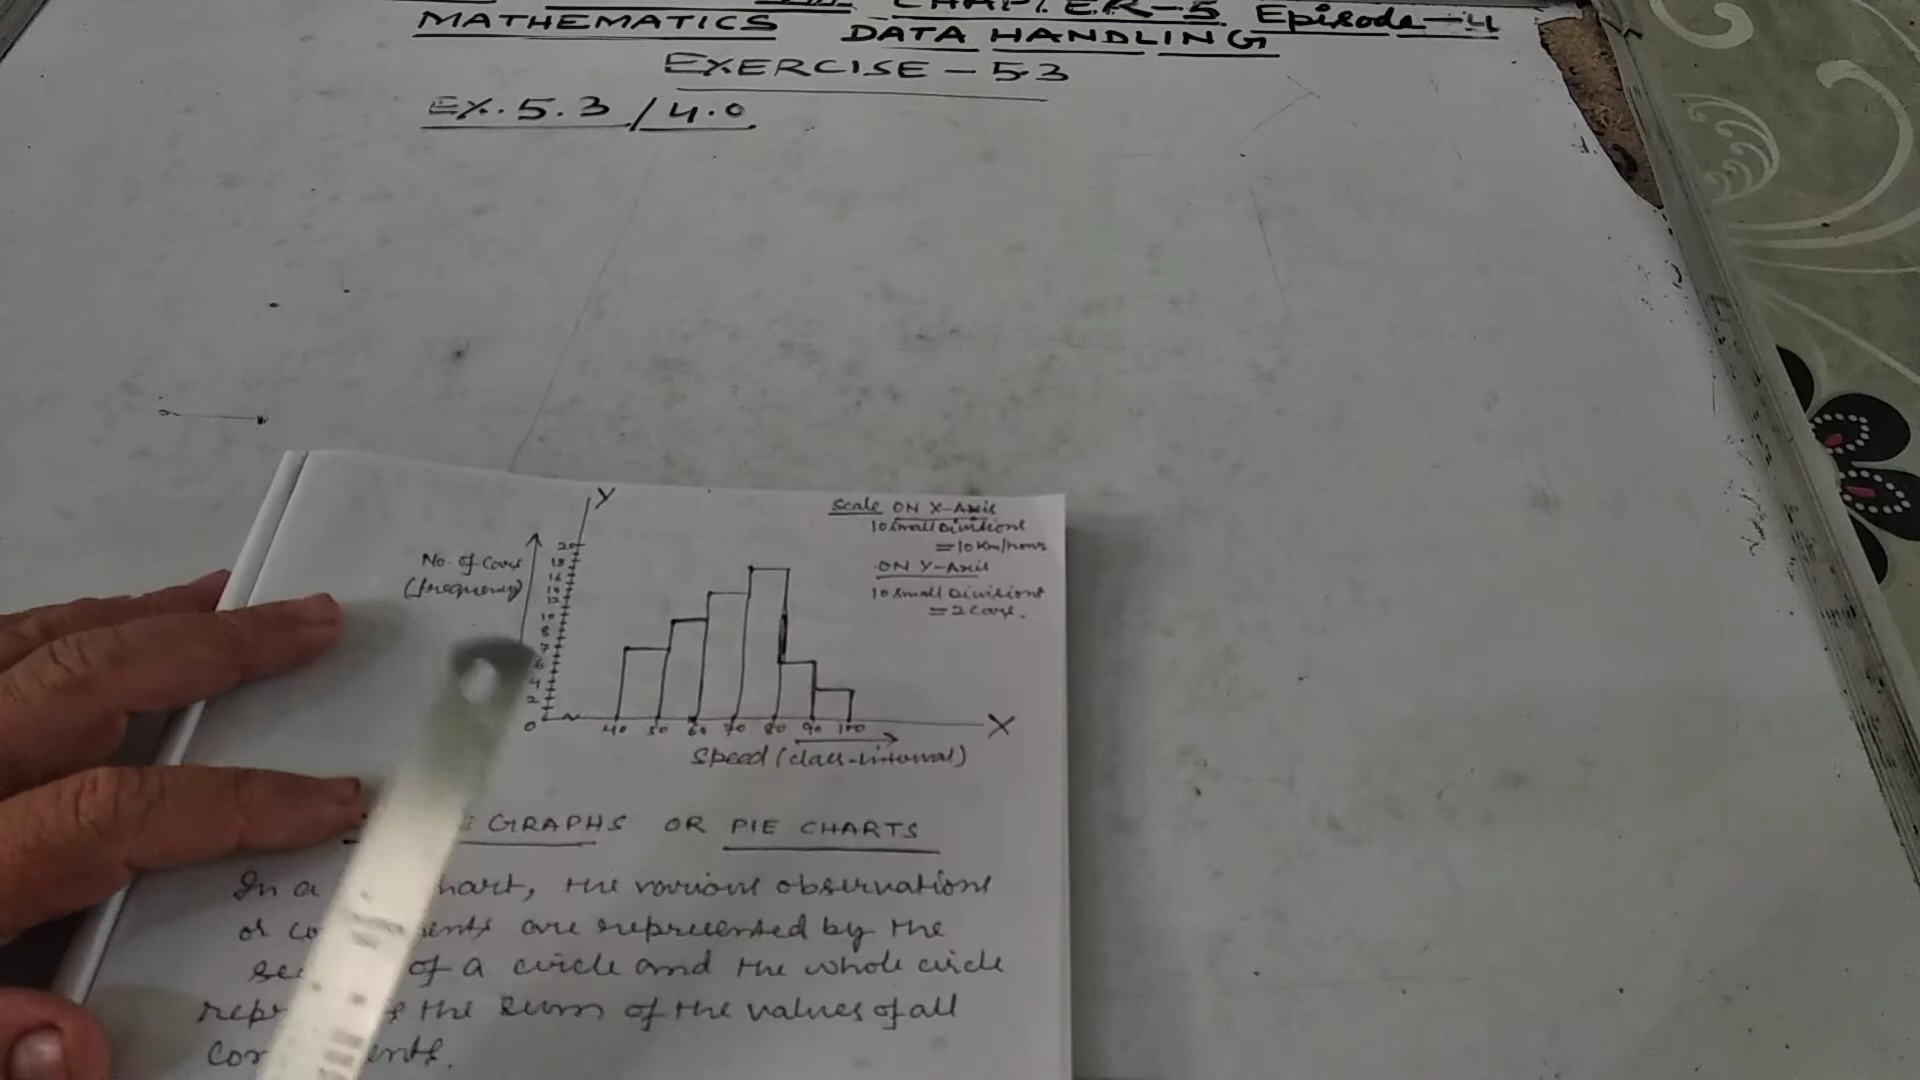 CHAPTER-5 Episode-4
MATHEMATICS DATA HANDLING
EXERCISE-53
EX.5.3/4.0
Y
Scale ON X-Axis
10 small Divisions
=10 Km/hour
ON Y-Axis
10 small Divisions
=2 cars.
No. of Cars
(frequency)
20
18
16
14
12
10
8
7
6
4
2
0
40 50 60 70 80 90 100
X
Speed (class-interval)
GRAPHS OR PIE CHARTS
In a the various observations
or are represented by the
of a circle and the whole circle
the sum of the values of all